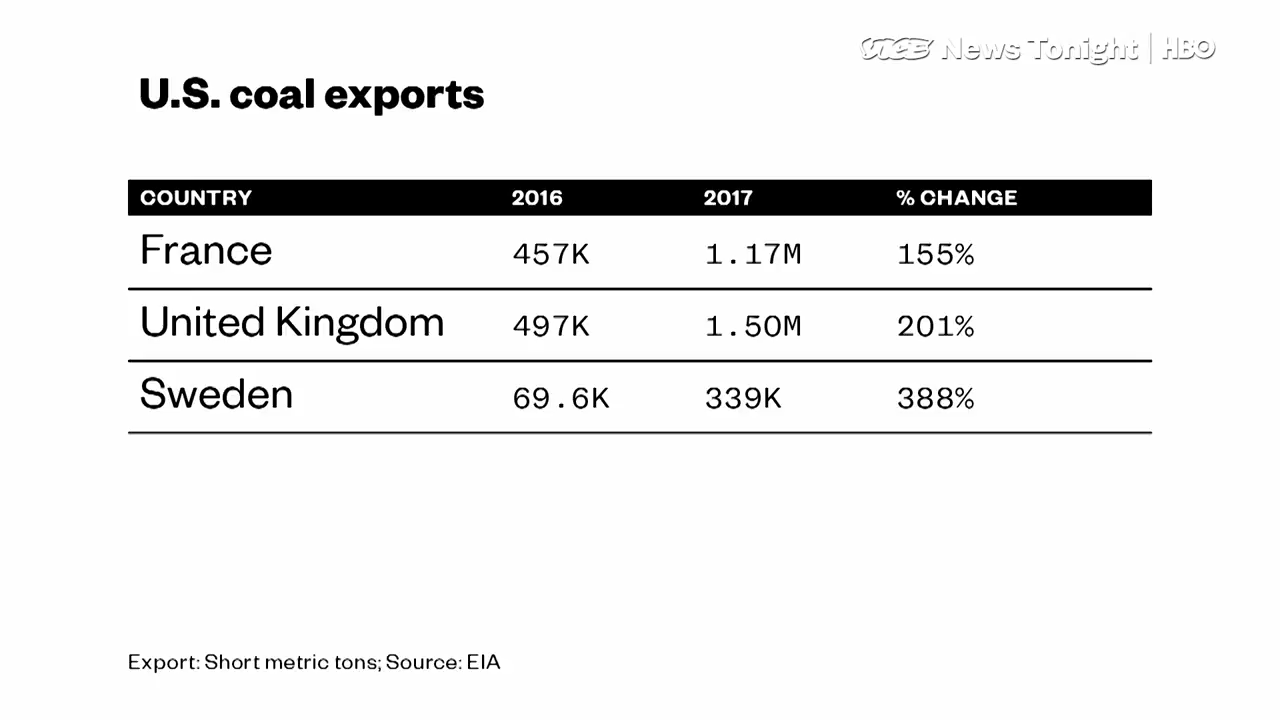 VICE News Tonight | HBO
U.S. coal exports
COUNTRY 2016 2017 % CHANGE
France 457K 1.17M 155%
United Kingdom 497K 1.50M 201%
Sweden 69.6K 339K 388%
Export: Short metric tons; Source: EIA